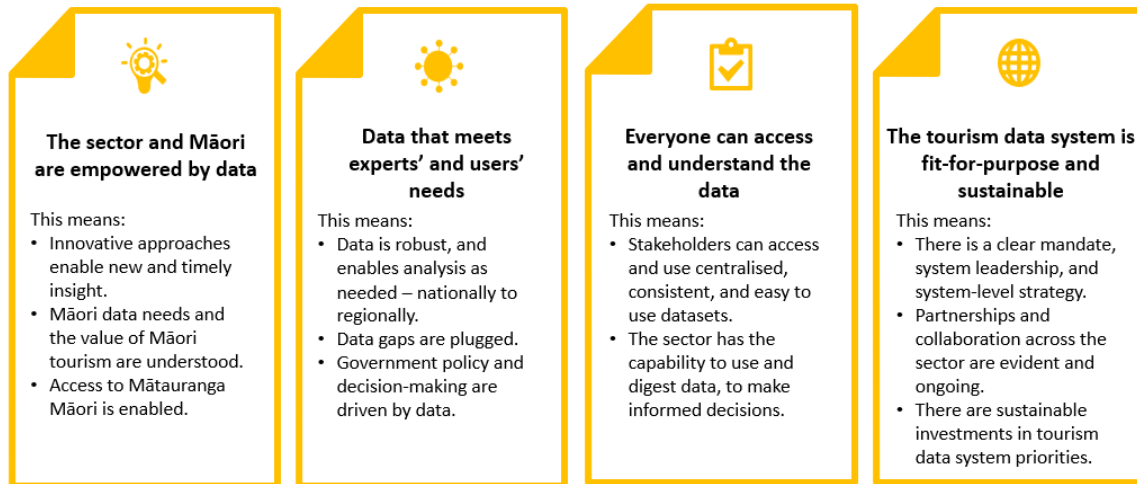 The sector and Māori
are empowered by data
This means:
• Innovative approaches
enable new and timely
insight.
• Māori data needs and
the value of Māori
tourism are understood.
• Access to Mātauranga
Māori is enabled.
Data that meets
experts’ and users’
needs
This means:
• Data is robust, and
enables analysis as
needed – nationally to
regionally.
• Data gaps are plugged.
• Government policy and
decision-making are
driven by data.
Everyone can access
and understand the
data
This means:
• Stakeholders can access
and use centralised,
consistent, and easy to
use datasets.
• The sector has the
capability to use and
digest data, to make
informed decisions.
The tourism data system is
fit-for-purpose and
sustainable
This means:
• There is a clear mandate,
system leadership, and
system-level strategy.
• Partnerships and
collaboration across the
sector are evident and
ongoing.
• There are sustainable
investments in tourism
data system priorities.